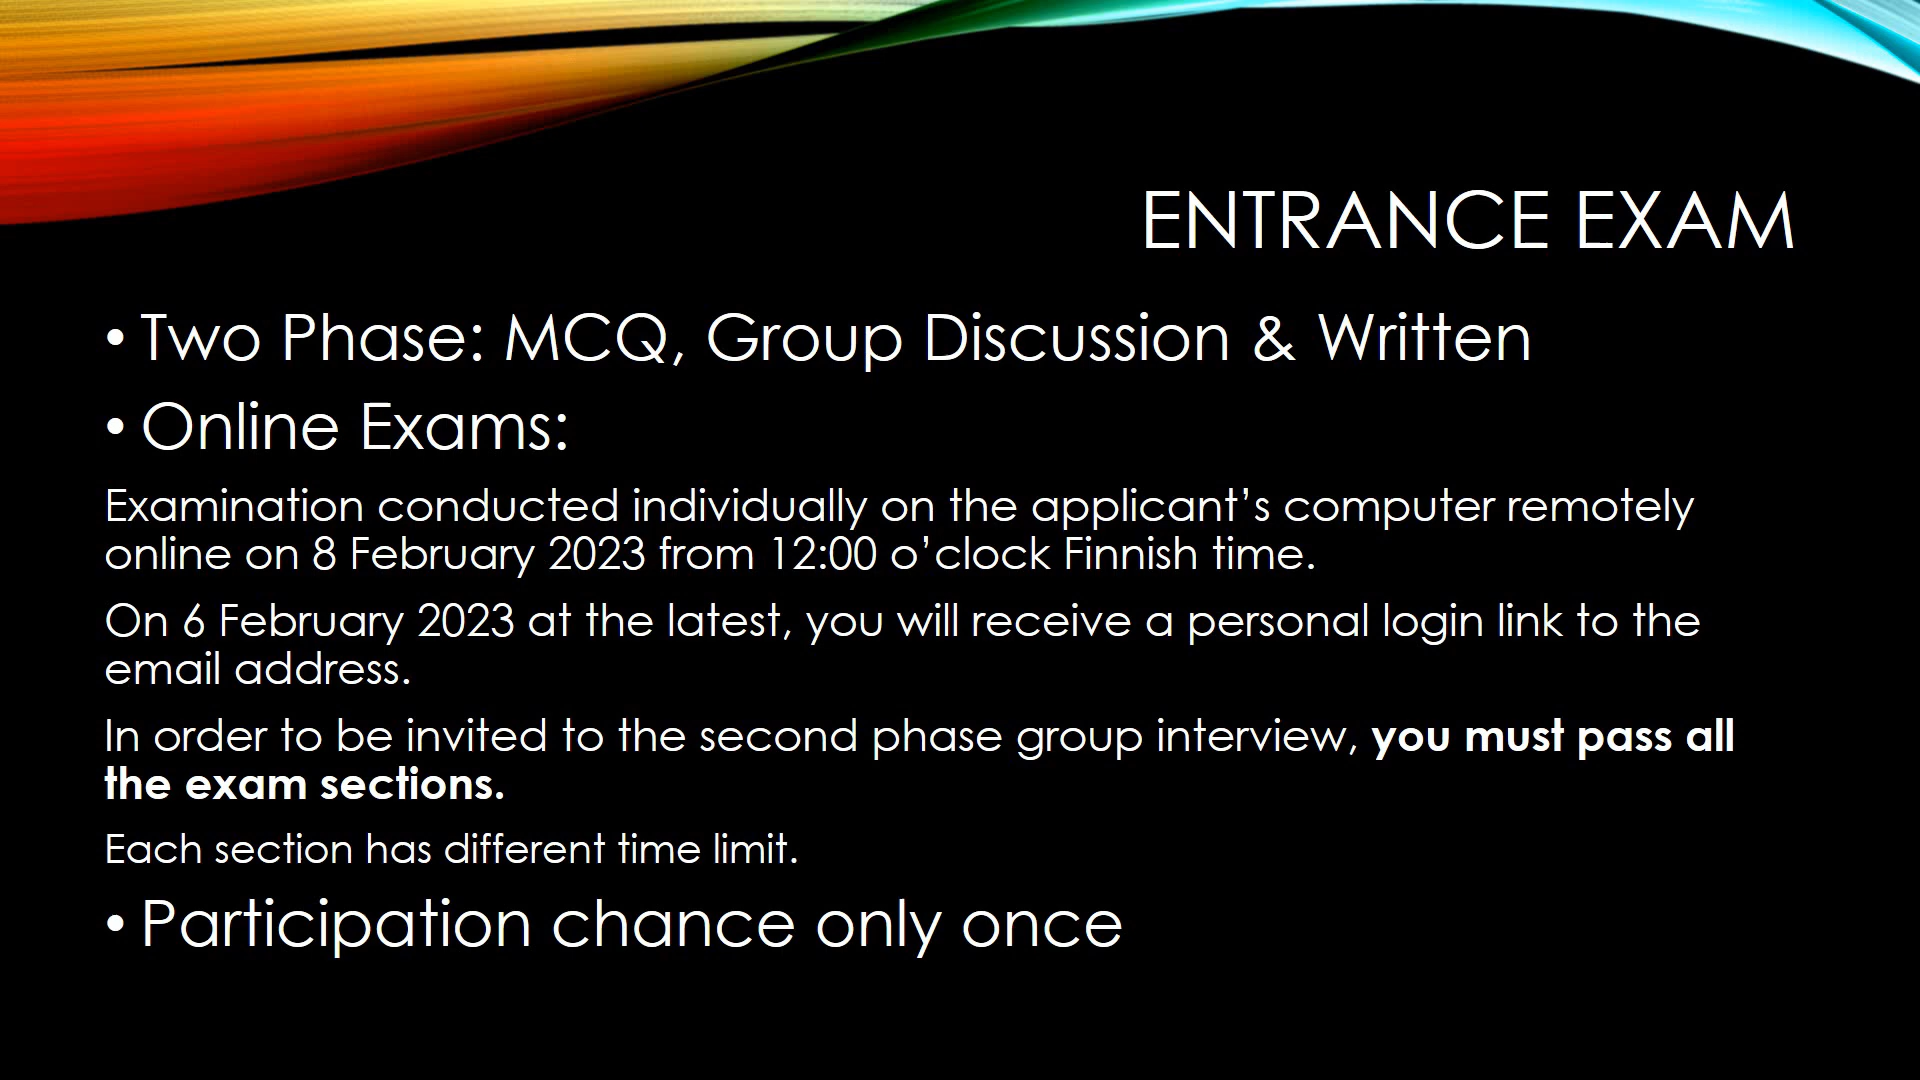 ENTRANCE EXAM
• Two Phase: MCQ, Group Discussion & Written
• Online Exams:
Examination conducted individually on the applicant’s computer remotely
online on 8 February 2023 from 12:00 o’clock Finnish time.
On 6 February 2023 at the latest, you will receive a personal login link to the
email address.
In order to be invited to the second phase group interview, you must pass all
the exam sections.
Each section has different time limit.
• Participation chance only once